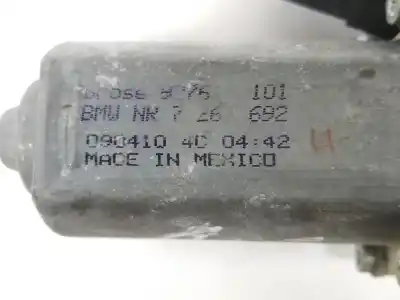 101
BMW NR 7 26 692
090410 4C 04:42
MADE IN MEXICO